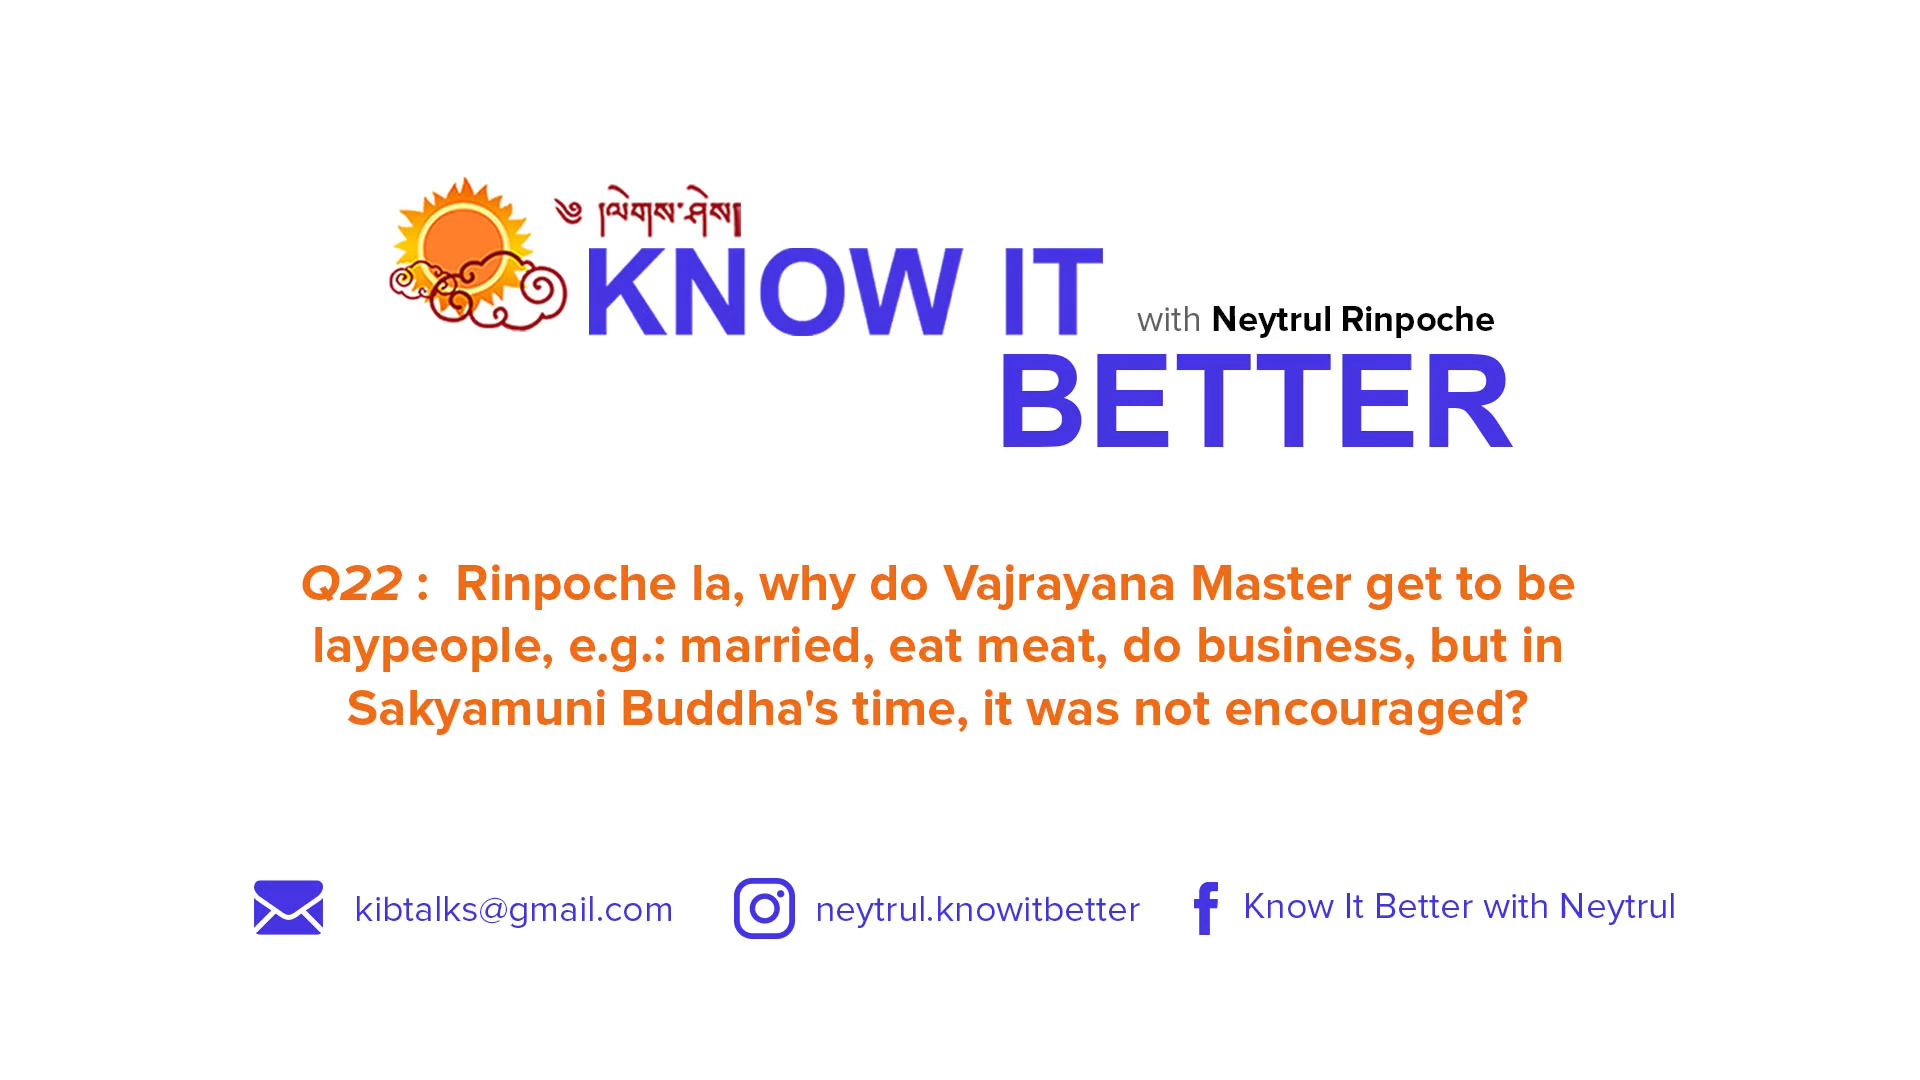 ༄ །ལེགས་ཤེས།།
KNOW IT
with Neytrul Rinpoche
BETTER
Q22 : Rinpoche la, why do Vajrayana Master get to be
laypeople, e.g.: married, eat meat, do business, but in
Sakyamuni Buddha's time, it was not encouraged?
kibtalks@gmail.com
neytrul.knowitbetter
Know It Better with Neytrul